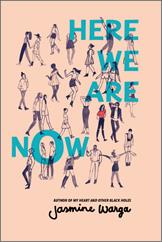 HERE
WE
ARE
NOW
AUTHOR OF MY HEART AND OTHER BLACK HOLES
Jasmine Warga